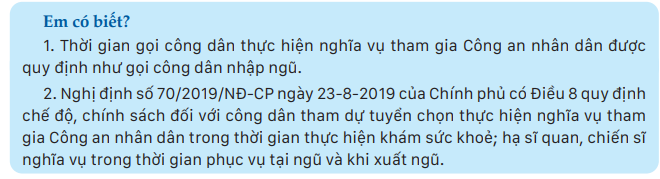 Em có biết?
1. Thời gian gọi công dân thực hiện nghĩa vụ tham gia Công an nhân dân được
quy định như gọi công dân nhập ngũ.
2. Nghị định số 70/2019/NĐ-CP ngày 23-8-2019 của Chính phủ có Điều 8 quy định
chế độ, chính sách đối với công dân tham dự tuyển chọn thực hiện nghĩa vụ tham
gia Công an nhân dân trong thời gian thực hiện khám sức khoẻ; hạ sĩ quan, chiến sĩ
nghĩa vụ trong thời gian phục vụ tại ngũ và khi xuất ngũ.